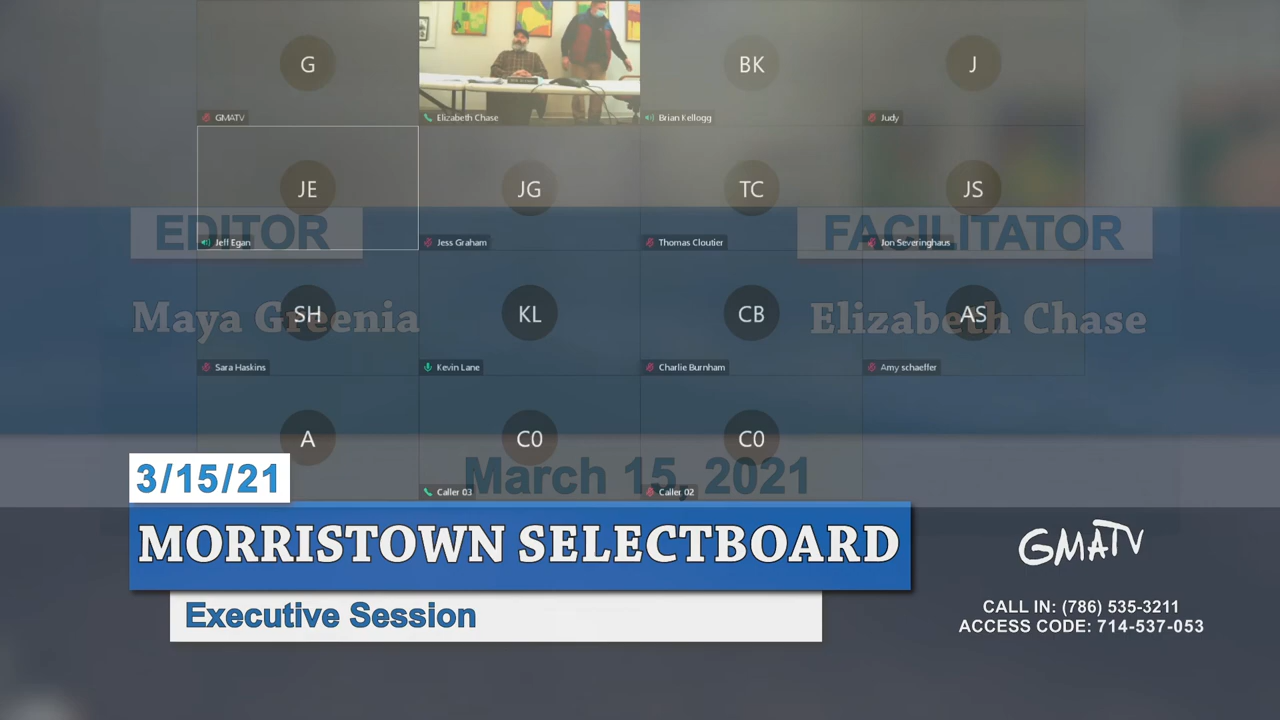 G
BK
J
GMATV
Elizabeth Chase
Brian Kellogg
Judy
JE
JG
TC
JS
EDITOR
FACILITATOR
Jeff Egan
Jess Graham
Thomas Cloutier
Jon Severinghaus
SH
KL
CB
AS
Maya Greenia
Elizabeth Chase
Sara Haskins
Kevin Lane
Charlie Burnham
Amy schaeffer
A
C0
C0
March 15, 2021
Caller 03
Caller 02
3/15/21
MORRISTOWN SELECTBOARD
Executive Session
GMATV
CALL IN: (786) 535-3211
ACCESS CODE: 714-537-053